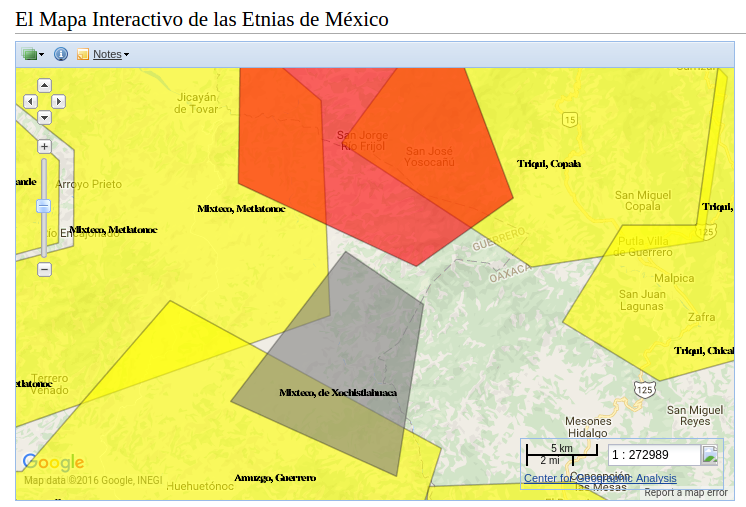 El Mapa Interactivo de las Etnias de México
Notes
Jicayán
de Tovar
San Jorge
Río Frijol
San José
Yosocañú
15
Triqui, Copala
Arroyo Prieto
Mixteco, Metlatonoc
Mixteco, Metlatonoc
San Miguel
Copala
Triqui,
125
GUERRERO
OAXACA
Putla Villa
de Guerrero
Malpica
San Juan
Lagunas
Zafra
Triqui, Chical
Terrero
Venado
Mixteco, de Xochistlahuaca
125
San Miguel
Reyes
Mesones
Hidalgo
5 km
2 mi
1 : 272989
Google
Map data ©2016 Google, INEGI
Huehuetónoc
Amuzgo, Guerrero
Concepción
las Mesas
Center for Geographic Analysis
Report a map error